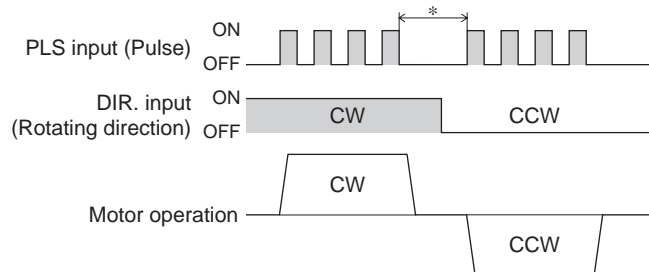 *
PLS input (Pulse)
ON
OFF
DIR. input
(Rotating direction)
ON
OFF
CW
CCW
Motor operation
CW
CCW